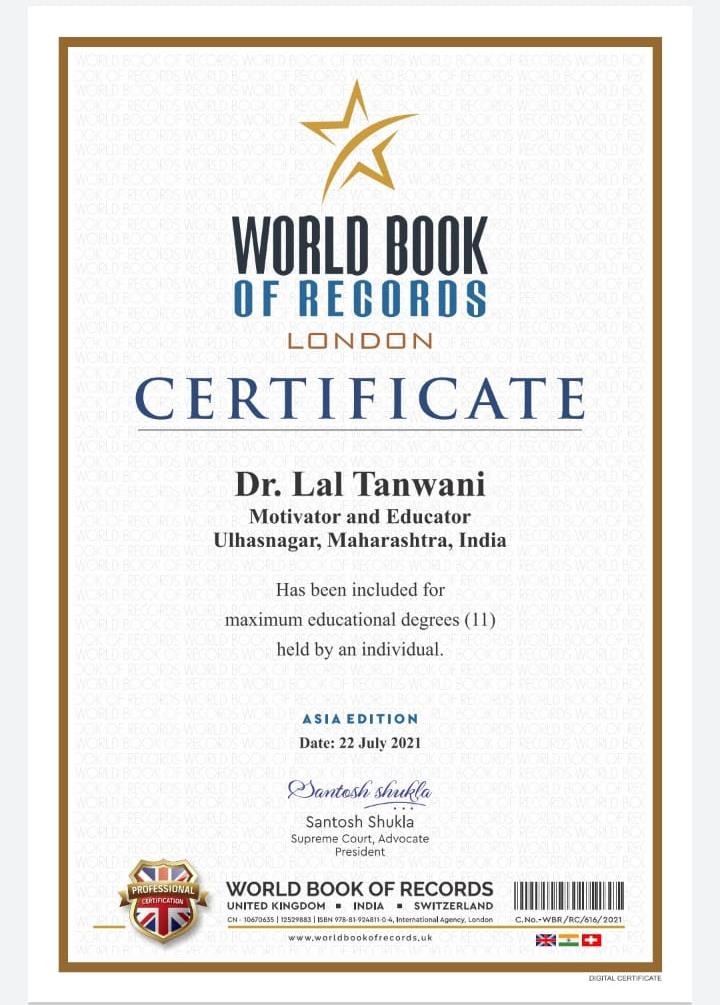 WORLD BOOK
OF RECORDS
LONDON
CERTIFICATE
Dr. Lal Tanwani
Motivator and Educator
Ulhasnagar, Maharashtra, India
Has been included for
maximum educational degrees (11)
held by an individual.
ASIA EDITION
Date: 22 July 2021
Santosh shukla
Santosh Shukla
Supreme Court, Advocate
President
PROFESSIONAL
CERTIFICATION
WORLD BOOK OF RECORDS
UNITED KINGDOM ▪ INDIA ▪ SWITZERLAND
CN - 10670635 | 12529883 | ISBN 978-81-924811-0-4, International Agency, London
www.worldbookofrecords.uk
C.No.-WBR/RC/616/2021
DIGITAL CERTIFICATE